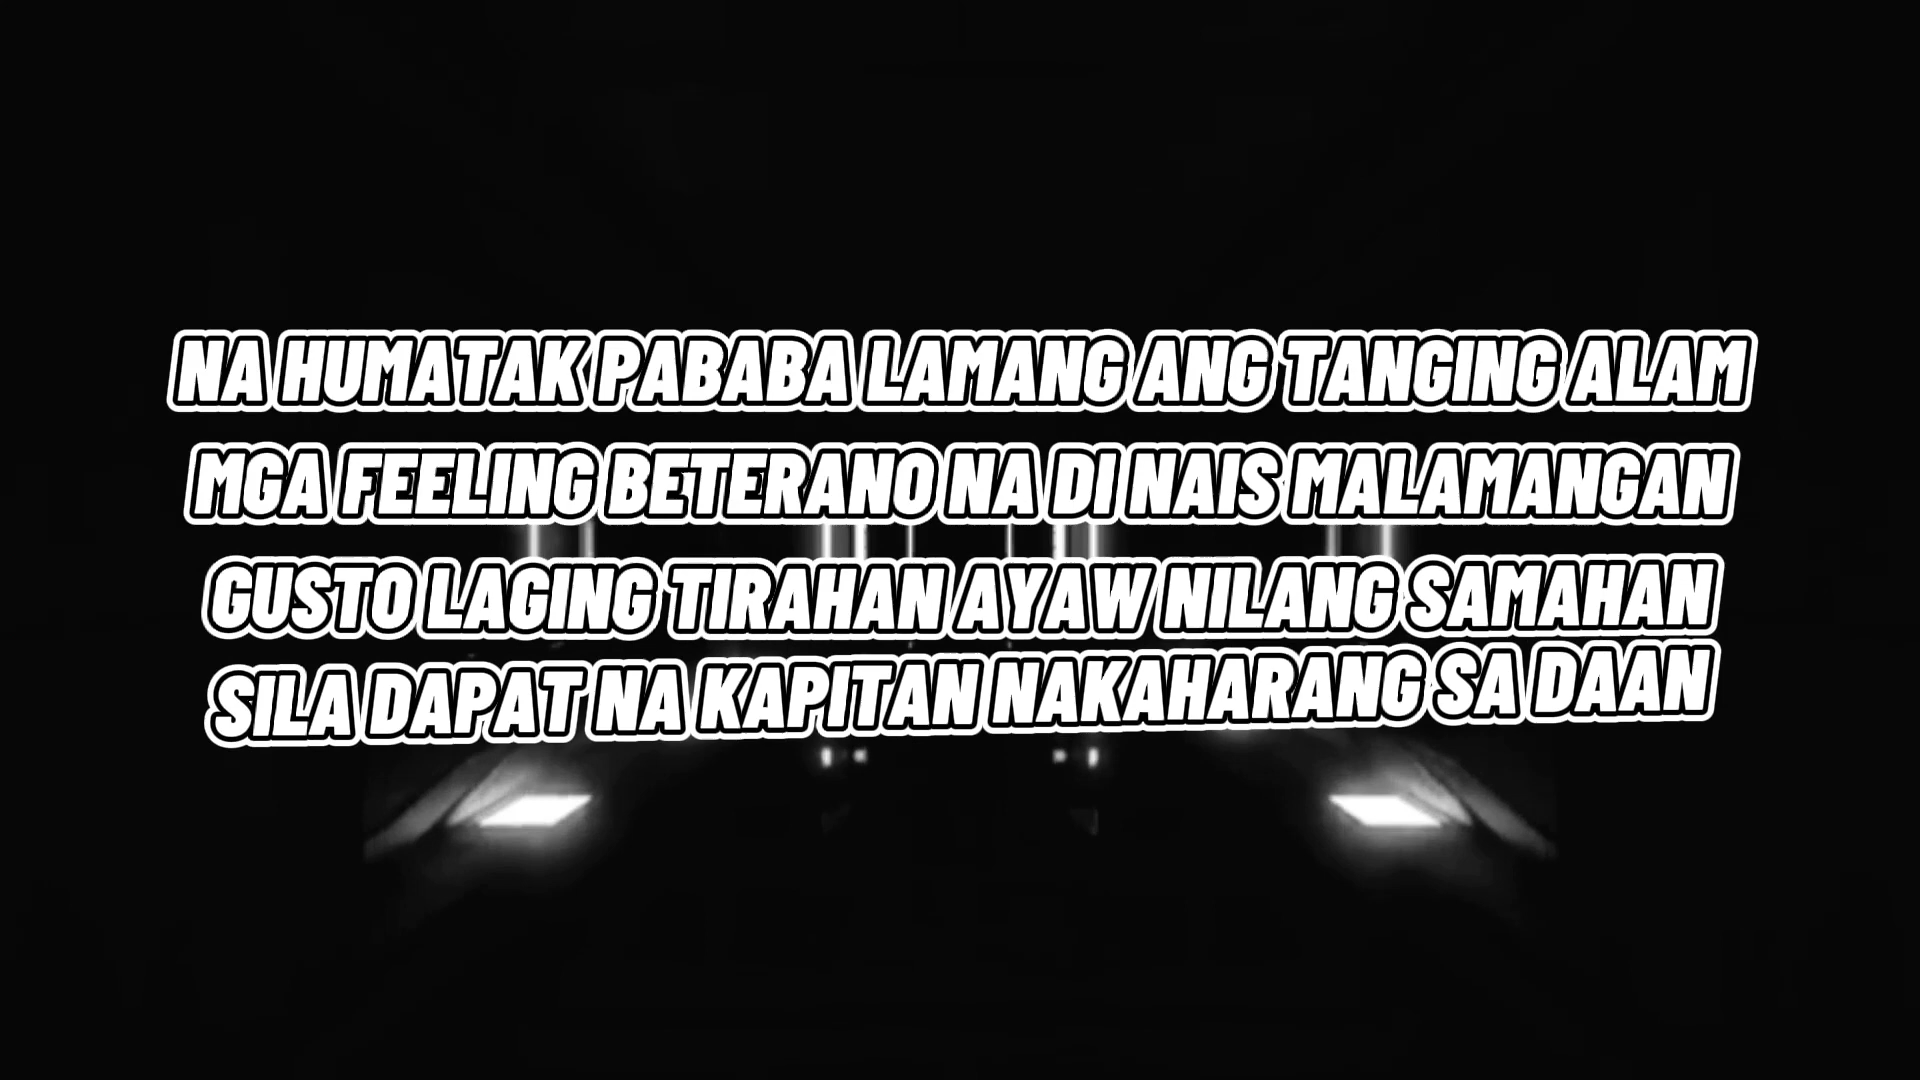 NA HUMATAK PABABA LAMANG ANG TANGING ALAM
MGA FEELING BETERANO NA DI NAIS MALAMANGAN
GUSTO LAGING TIRAHAN AYAW NILANG SAMAHAN
SILA DAPAT NA KAPITAN NAKAHARANG SA DAAN